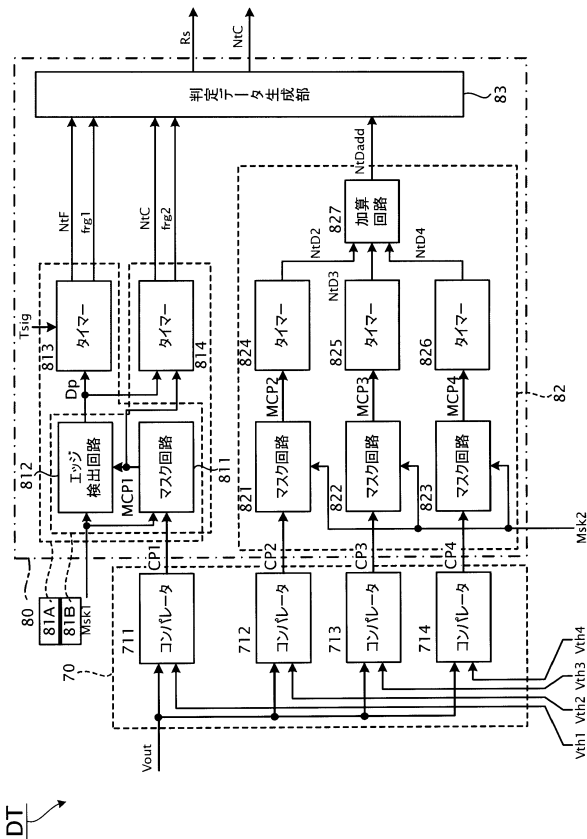 DT
Vout
70
コンパレータ
711
コンパレータ
712
コンパレータ
713
コンパレータ
714
Vth1
Vth2
Vth3
Vth4
80
81A
81B
Msk1
CP1
CP2
CP3
CP4
812
エッジ
検出回路
MCP1
マスク回路
811
Dp
Tsig
813
タイマー
タイマー
814
NtF
frg1
NtC
frg2
821
マスク回路
822
マスク回路
823
マスク回路
Msk2
MCP2
MCP3
MCP4
824
タイマー
825
タイマー
826
タイマー
82
NtD2
NtD3
NtD4
827
加算
回路
NtDadd
判定データ生成部
83
Rs
NtC